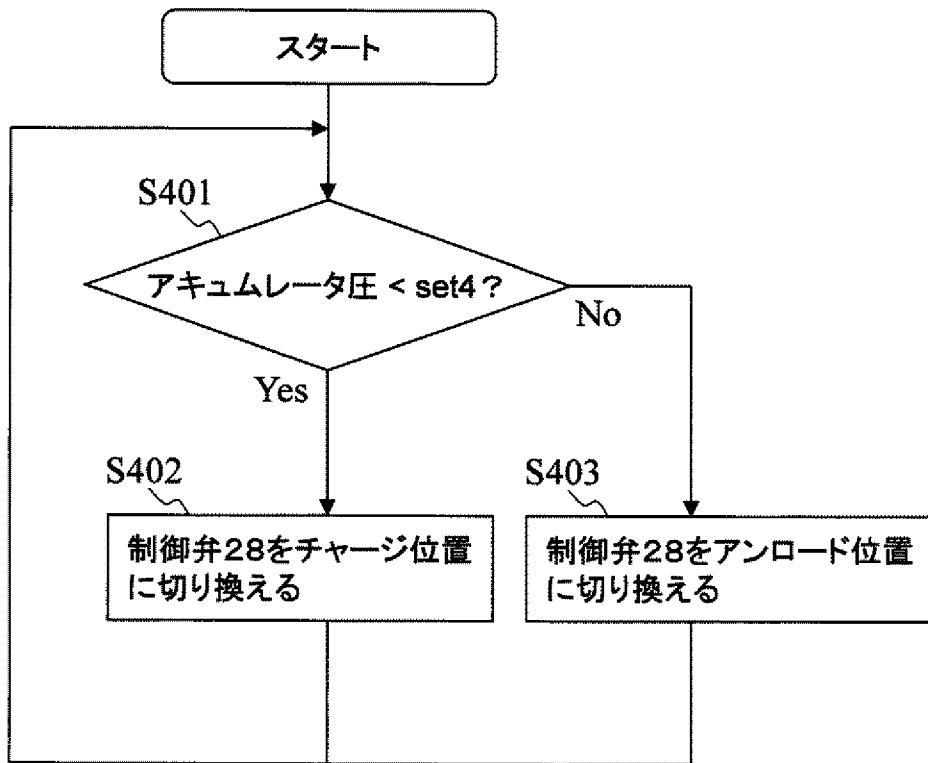 スタート
S401
アキュムレータ圧 < set4？
No
Yes
S402
制御弁28をチャージ位置
に切り換える
S403
制御弁28をアンロード位置
に切り換える